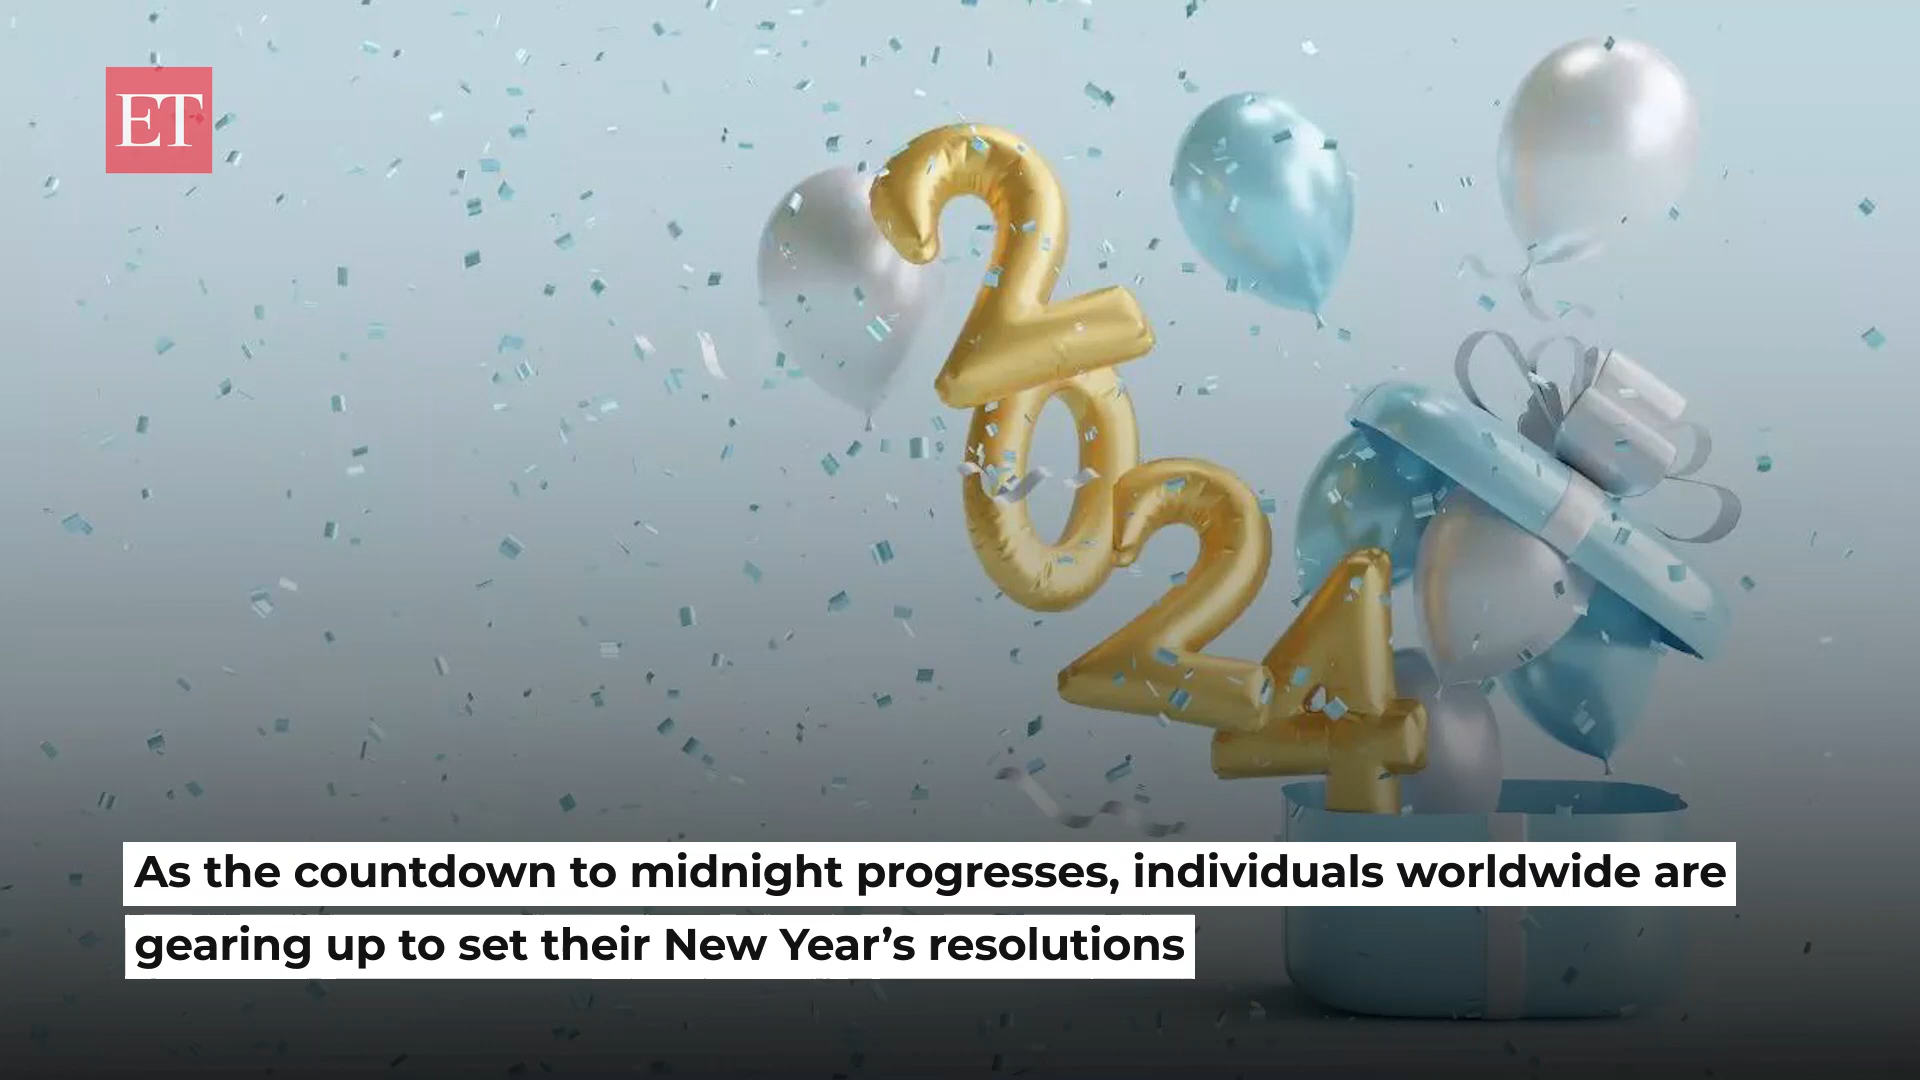 ET
2024
As the countdown to midnight progresses, individuals worldwide are
gearing up to set their New Year’s resolutions